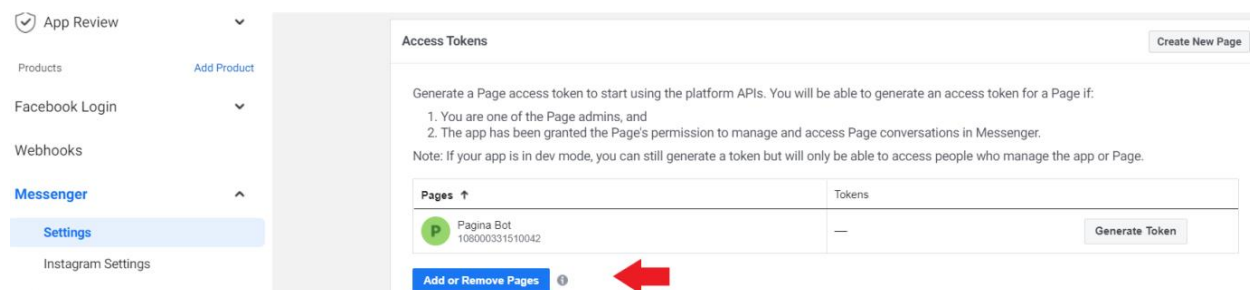 App Review
Products Add Product
Facebook Login
Webhooks
Messenger
Settings
Instagram Settings
Access Tokens Create New Page
Generate a Page access token to start using the platform APIs. You will be able to generate an access token for a Page if:
1. You are one of the Page admins, and
2. The app has been granted the Page's permission to manage and access Page conversations in Messenger.
Note: If your app is in dev mode, you can still generate a token but will only be able to access people who manage the app or Page.
Pages ↑ Tokens
P Pagina Bot
108000331510042 — Generate Token
Add or Remove Pages